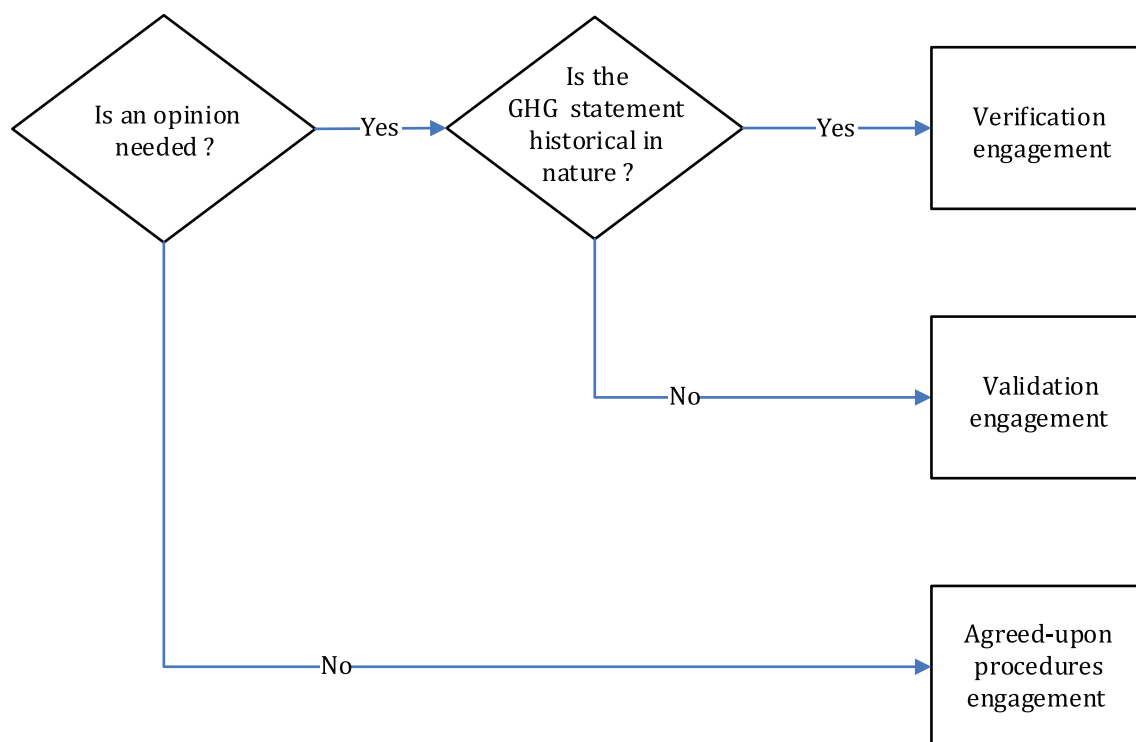 Is an opinion
needed ?
Yes
Is the
GHG statement
historical in
nature ?
Yes
Verification
engagement
No
Validation
engagement
No
Agreed-upon
procedures
engagement